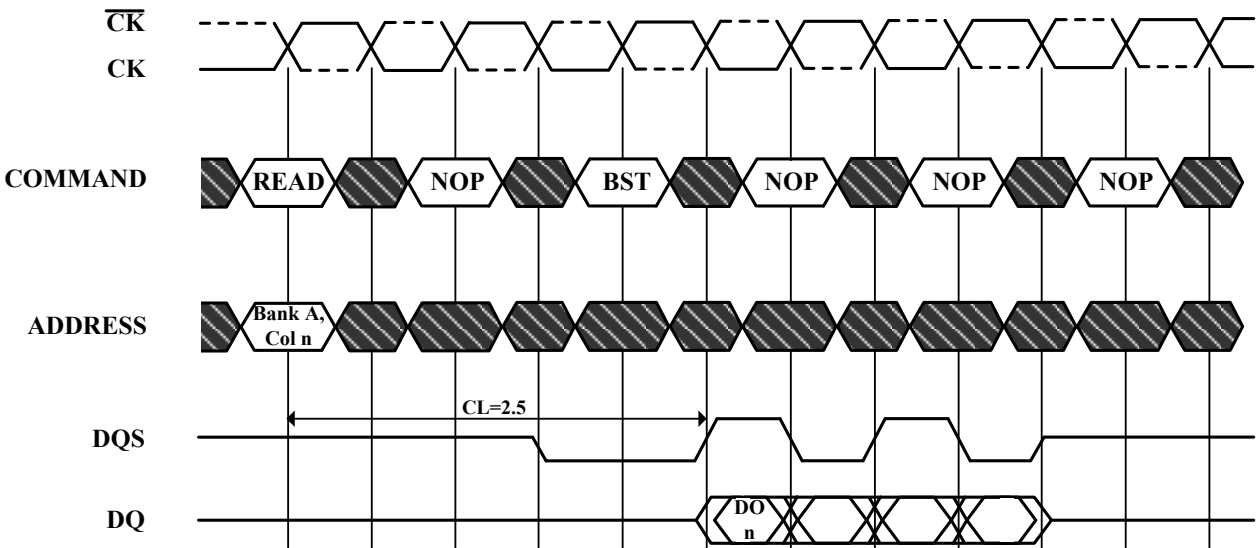 CK
CK
COMMAND
READ NOP BST NOP NOP NOP
ADDRESS
Bank A,
Col n
CL=2.5
DQS
DQ
DO
n